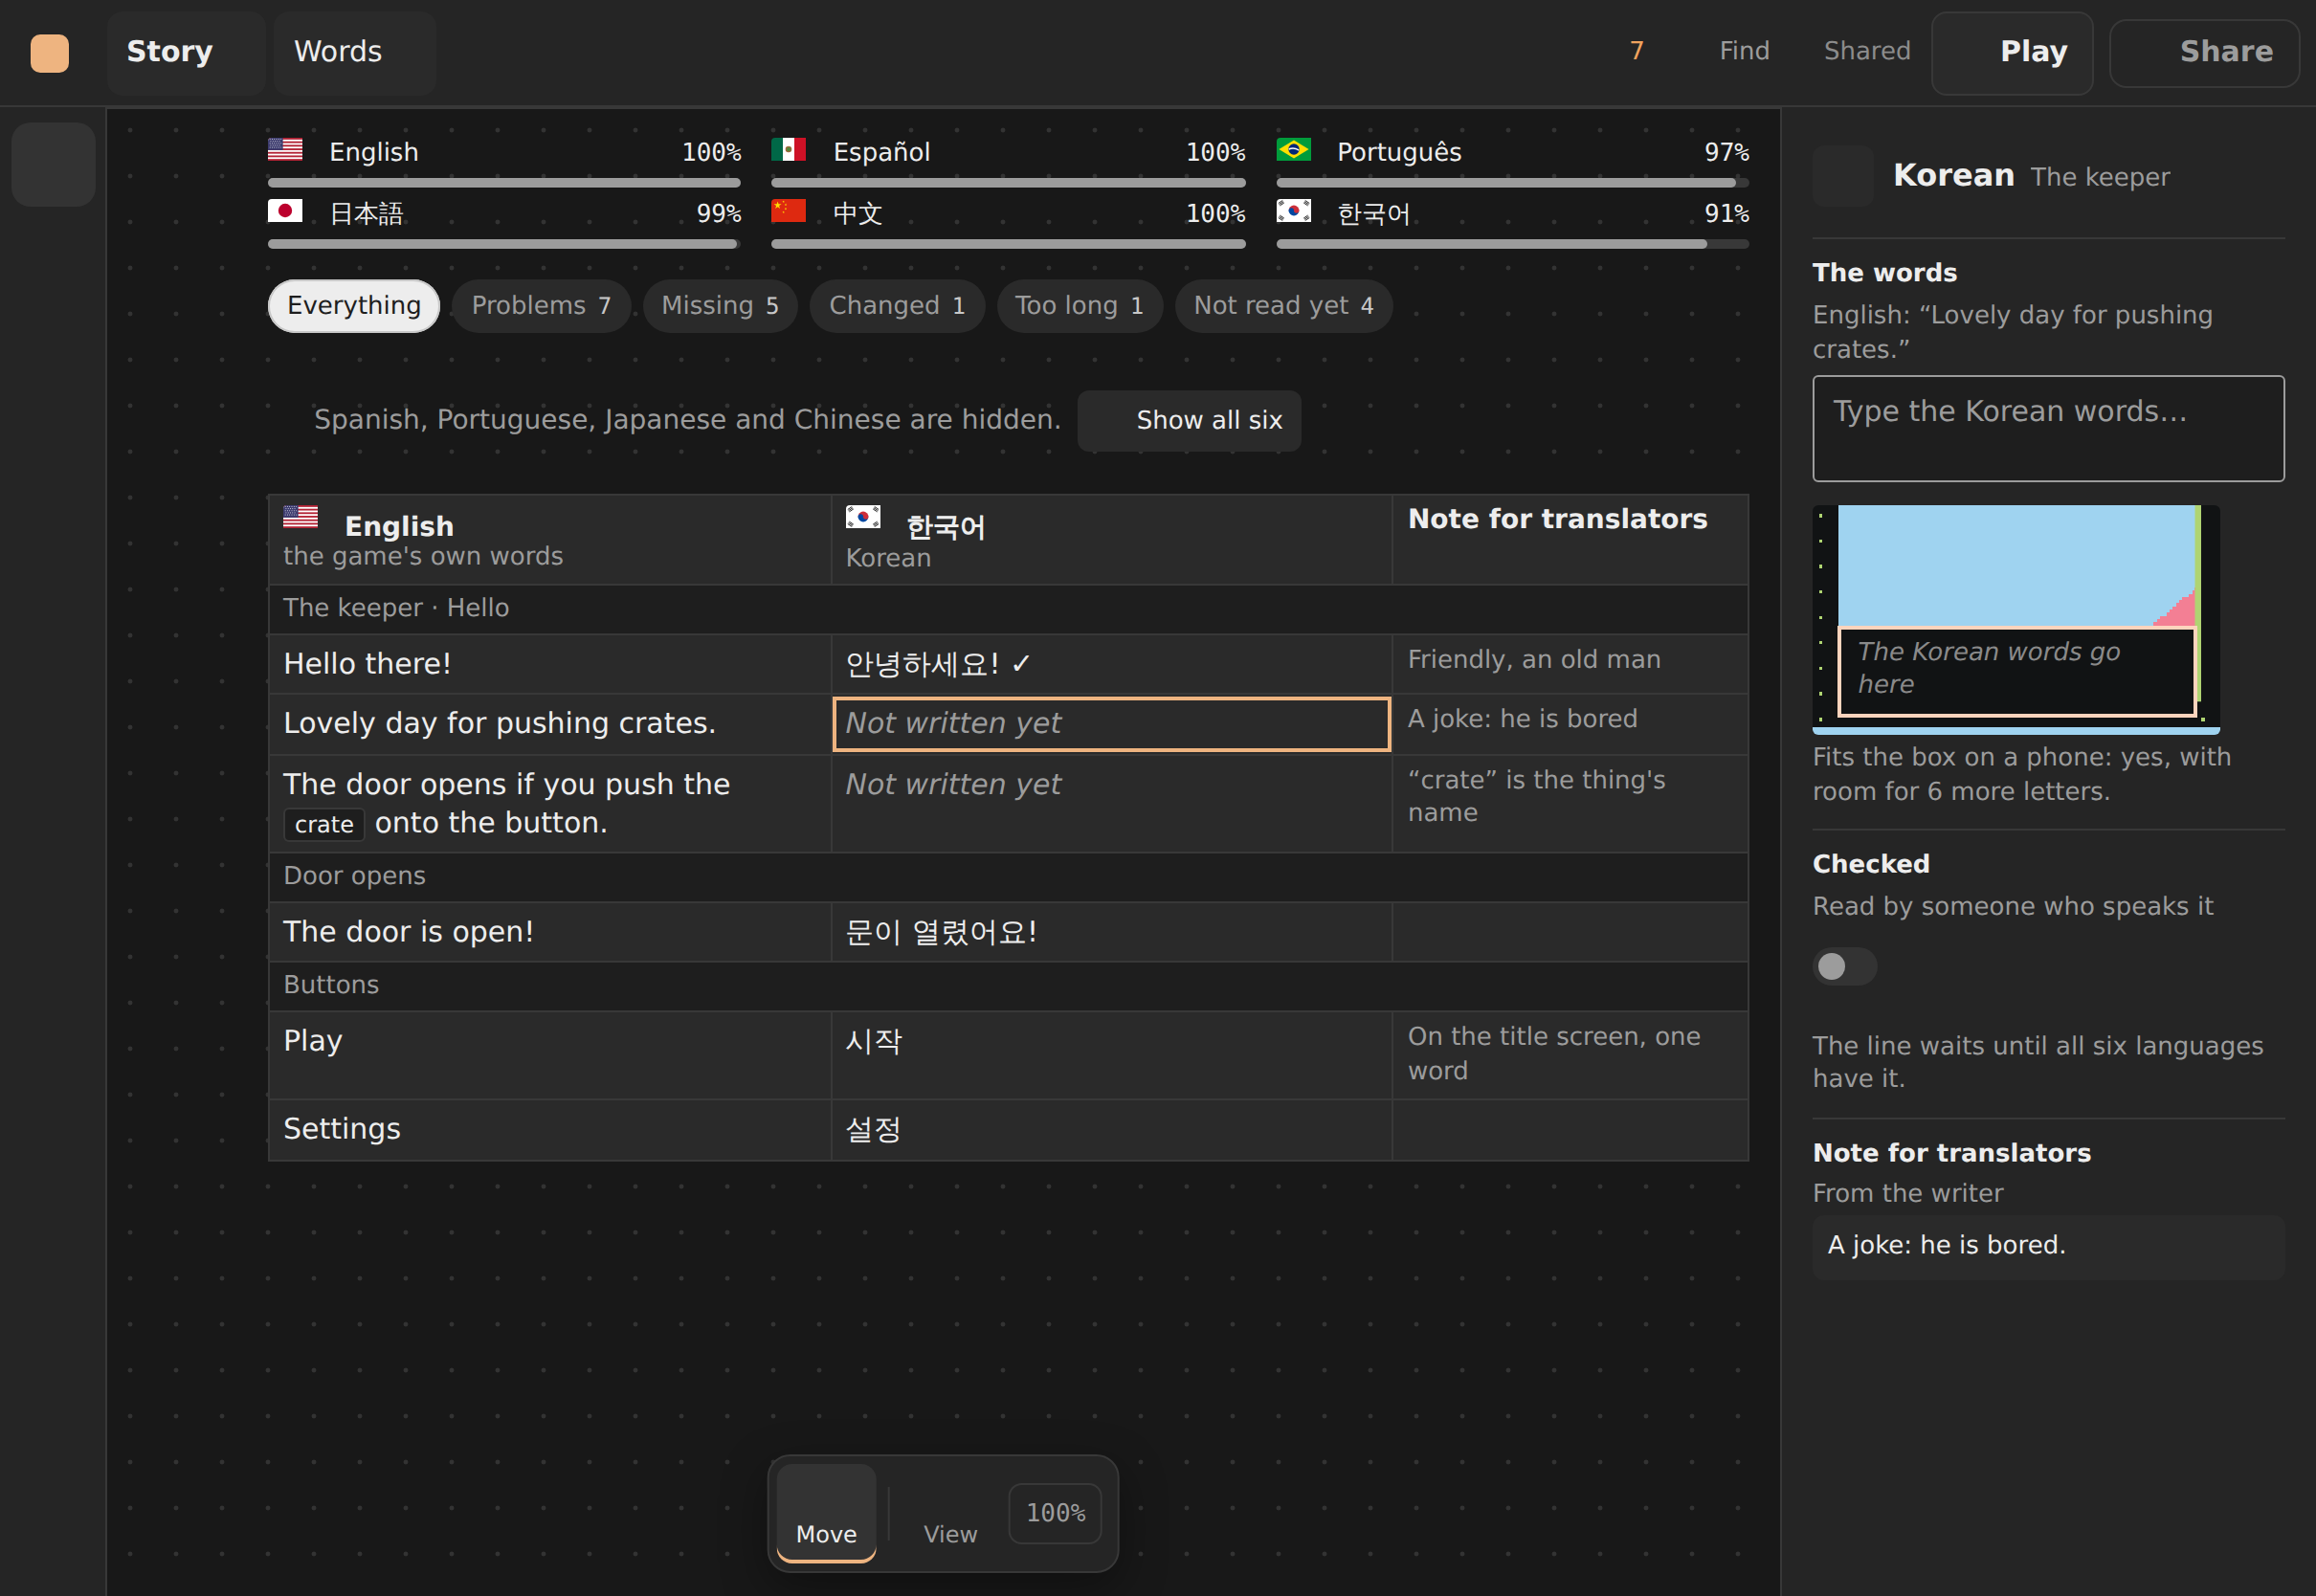 Story
Words
7
Find
Shared
Play
Share
English 100%
Español 100%
Português 97%
日本語 99%
中文 100%
한국어 91%
Everything
Problems 7
Missing 5
Changed 1
Too long 1
Not read yet 4
Spanish, Portuguese, Japanese and Chinese are hidden.
Show all six
English
the game's own words
한국어
Korean
Note for translators
The keeper · Hello
Hello there!
안녕하세요! ✓
Friendly, an old man
Lovely day for pushing crates.
Not written yet
A joke: he is bored
The door opens if you push the
crate onto the button.
Not written yet
“crate” is the thing's
name
Door opens
The door is open!
문이 열렸어요!
Buttons
Play
시작
On the title screen, one
word
Settings
설정
Move
View
100%
Korean The keeper
The words
English: “Lovely day for pushing
crates.”
Type the Korean words…
The Korean words go
here
Fits the box on a phone: yes, with
room for 6 more letters.
Checked
Read by someone who speaks it
The line waits until all six languages
have it.
Note for translators
From the writer
A joke: he is bored.